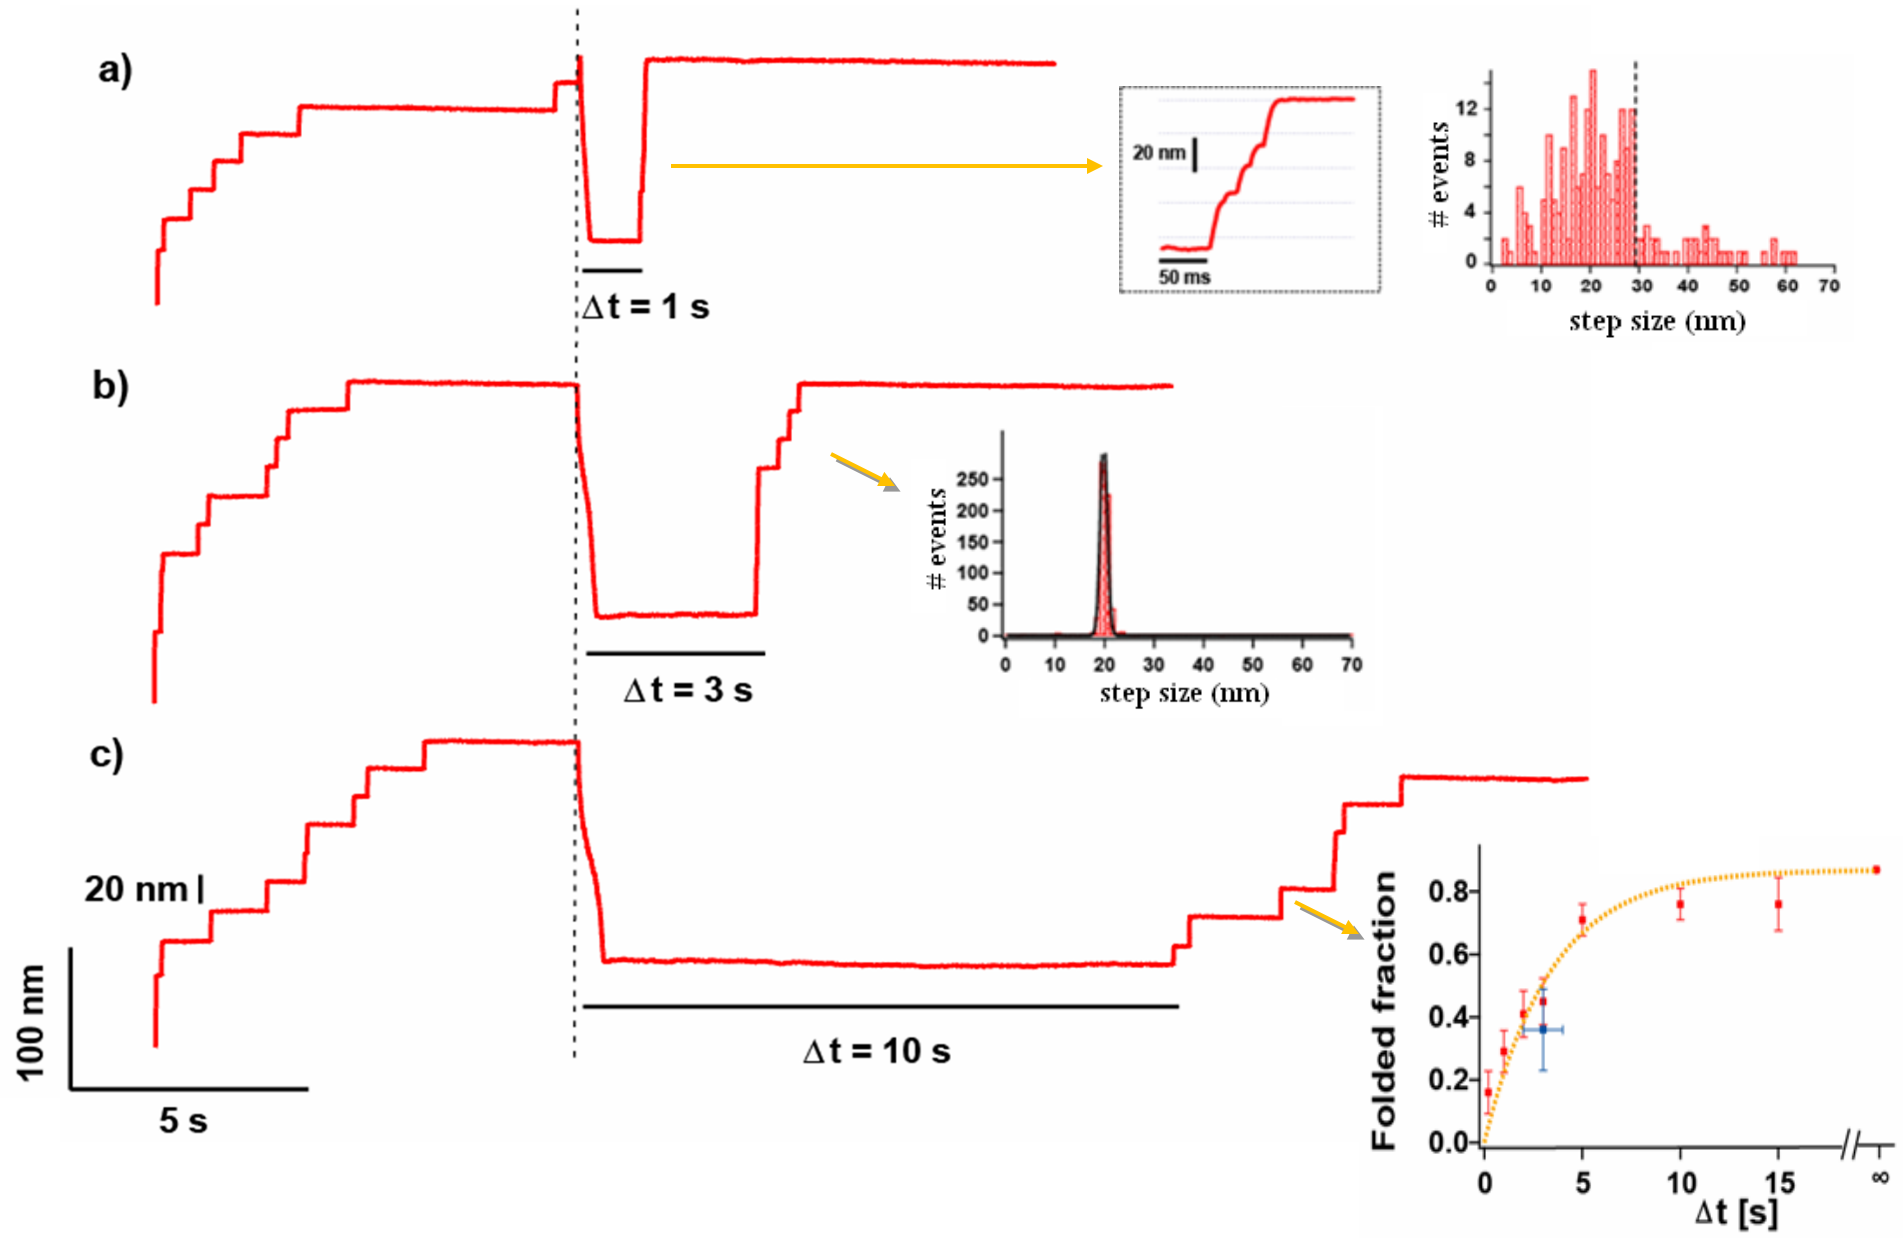 a)
Δt = 1 s
20 nm
50 ms
# events
12
8
4
0
0 10 20 30 40 50 60 70
step size (nm)
b)
Δt = 3 s
# events
250
200
150
100
50
0
0 10 20 30 40 50 60 70
step size (nm)
c)
20 nm
100 nm
5 s
Δt = 10 s
Folded fraction
0.8
0.6
0.4
0.2
0.0
0 5 10 15 ∞
Δt [s]